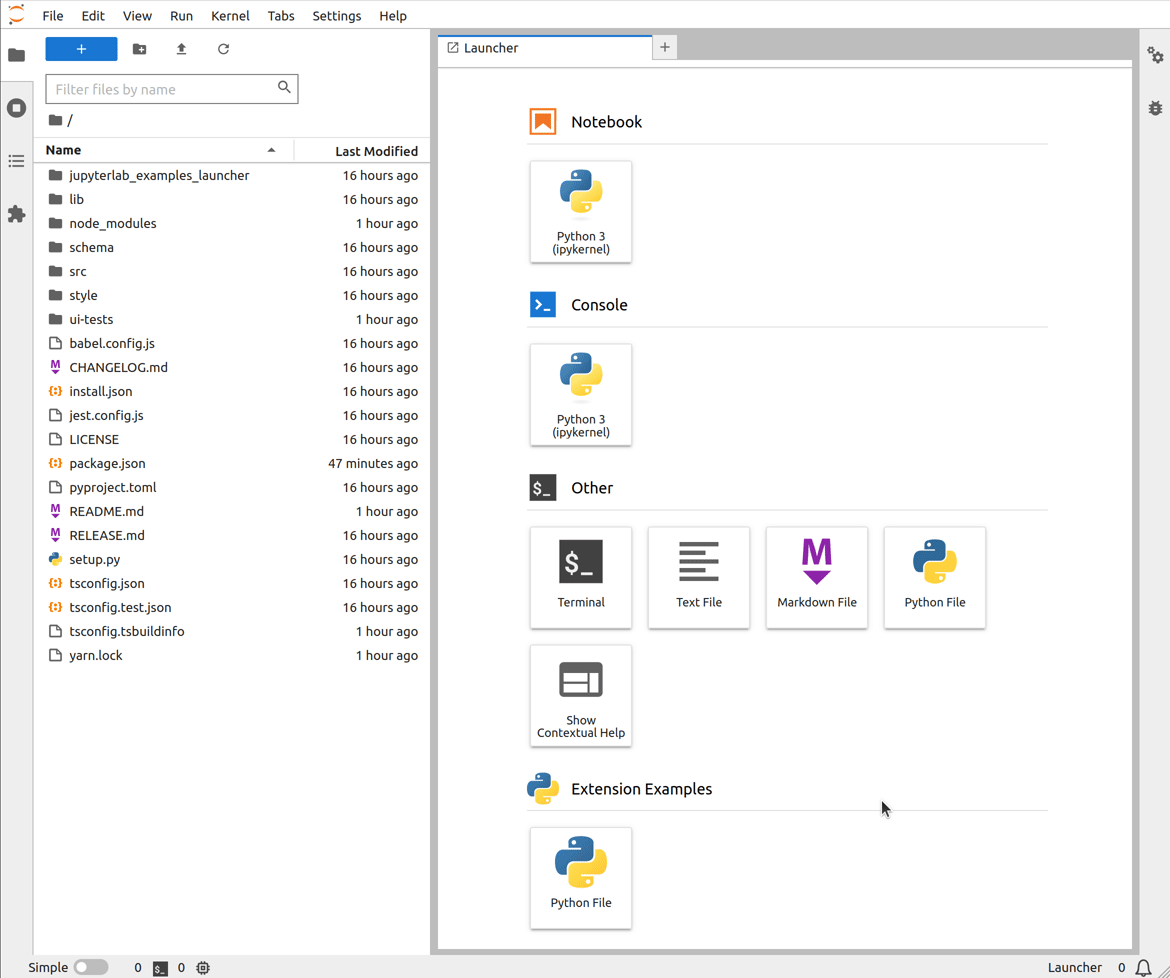 File Edit View Run Kernel Tabs Settings Help
+
Filter files by name
/
Name Last Modified
jupyterlab_examples_launcher 16 hours ago
lib 16 hours ago
node_modules 1 hour ago
schema 16 hours ago
src 16 hours ago
style 16 hours ago
ui-tests 1 hour ago
babel.config.js 16 hours ago
CHANGELOG.md 16 hours ago
install.json 16 hours ago
jest.config.js 16 hours ago
LICENSE 16 hours ago
package.json 47 minutes ago
pyproject.toml 16 hours ago
README.md 1 hour ago
RELEASE.md 16 hours ago
setup.py 16 hours ago
tsconfig.json 16 hours ago
tsconfig.test.json 16 hours ago
tsconfig.tsbuildinfo 1 hour ago
yarn.lock 1 hour ago
Launcher +
Notebook
Python 3
(ipykernel)
Console
Python 3
(ipykernel)
$_ Other
$_
Terminal Text File Markdown File Python File
Show
Contextual Help
Extension Examples
Python File
Simple 0 $_ 0 Launcher 0